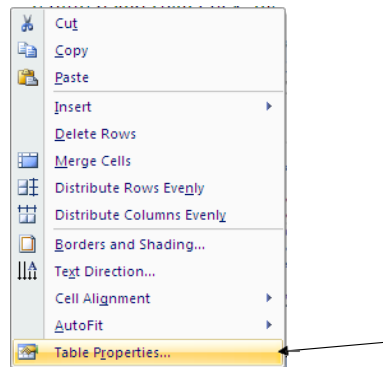 Cut
Copy
Paste
Insert
Delete Rows
Merge Cells
Distribute Rows Evenly
Distribute Columns Evenly
Borders and Shading...
Text Direction...
Cell Alignment
AutoFit
Table Properties...